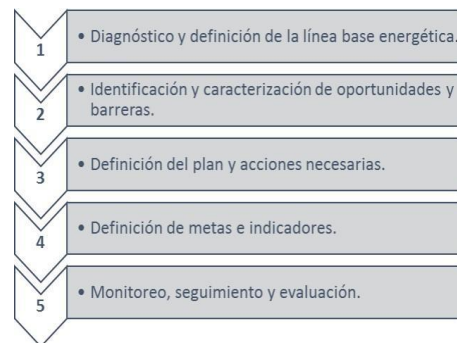 1
• Diagnóstico y definición de la línea base energética.
2
• Identificación y caracterización de oportunidades y
barreras.
3
• Definición del plan y acciones necesarias.
4
• Definición de metas e indicadores.
5
• Monitoreo, seguimiento y evaluación.